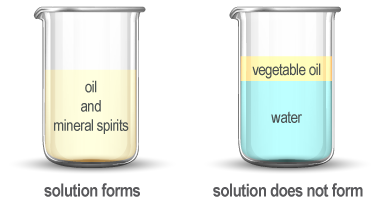 oil
and
mineral spirits
solution forms
vegetable oil
water
solution does not form